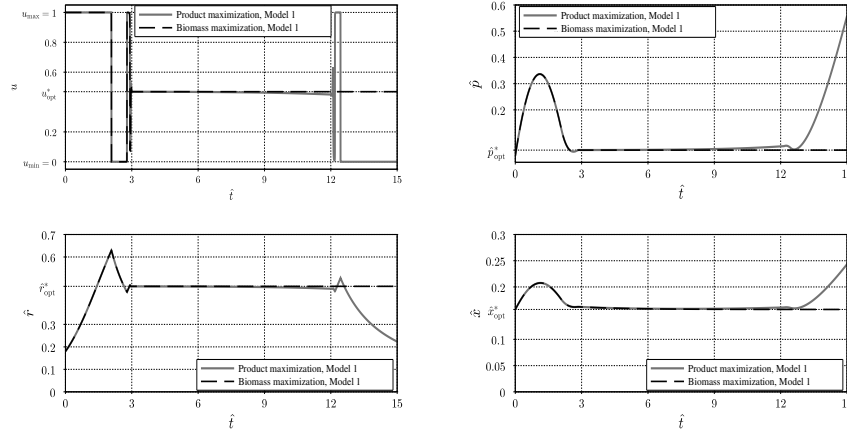 u_max = 1
0.8
0.6
u*_opt
0.2
u_min = 0
u
0 3 6 9 12 15
t̂
Product maximization, Model 1
Biomass maximization, Model 1
0.6
0.5
0.4
0.3
0.2
p̂*_opt
p̂
0 3 6 9 12 15
t̂
Product maximization, Model 1
Biomass maximization, Model 1
0.7
0.6
r̂*_opt
0.3
0.2
0.1
0
r̂
0 3 6 9 12 15
t̂
Product maximization, Model 1
Biomass maximization, Model 1
0.3
0.25
0.2
x̂*_opt
0.1
0.05
0
x̂
0 3 6 9 12 15
t̂
Product maximization, Model 1
Biomass maximization, Model 1